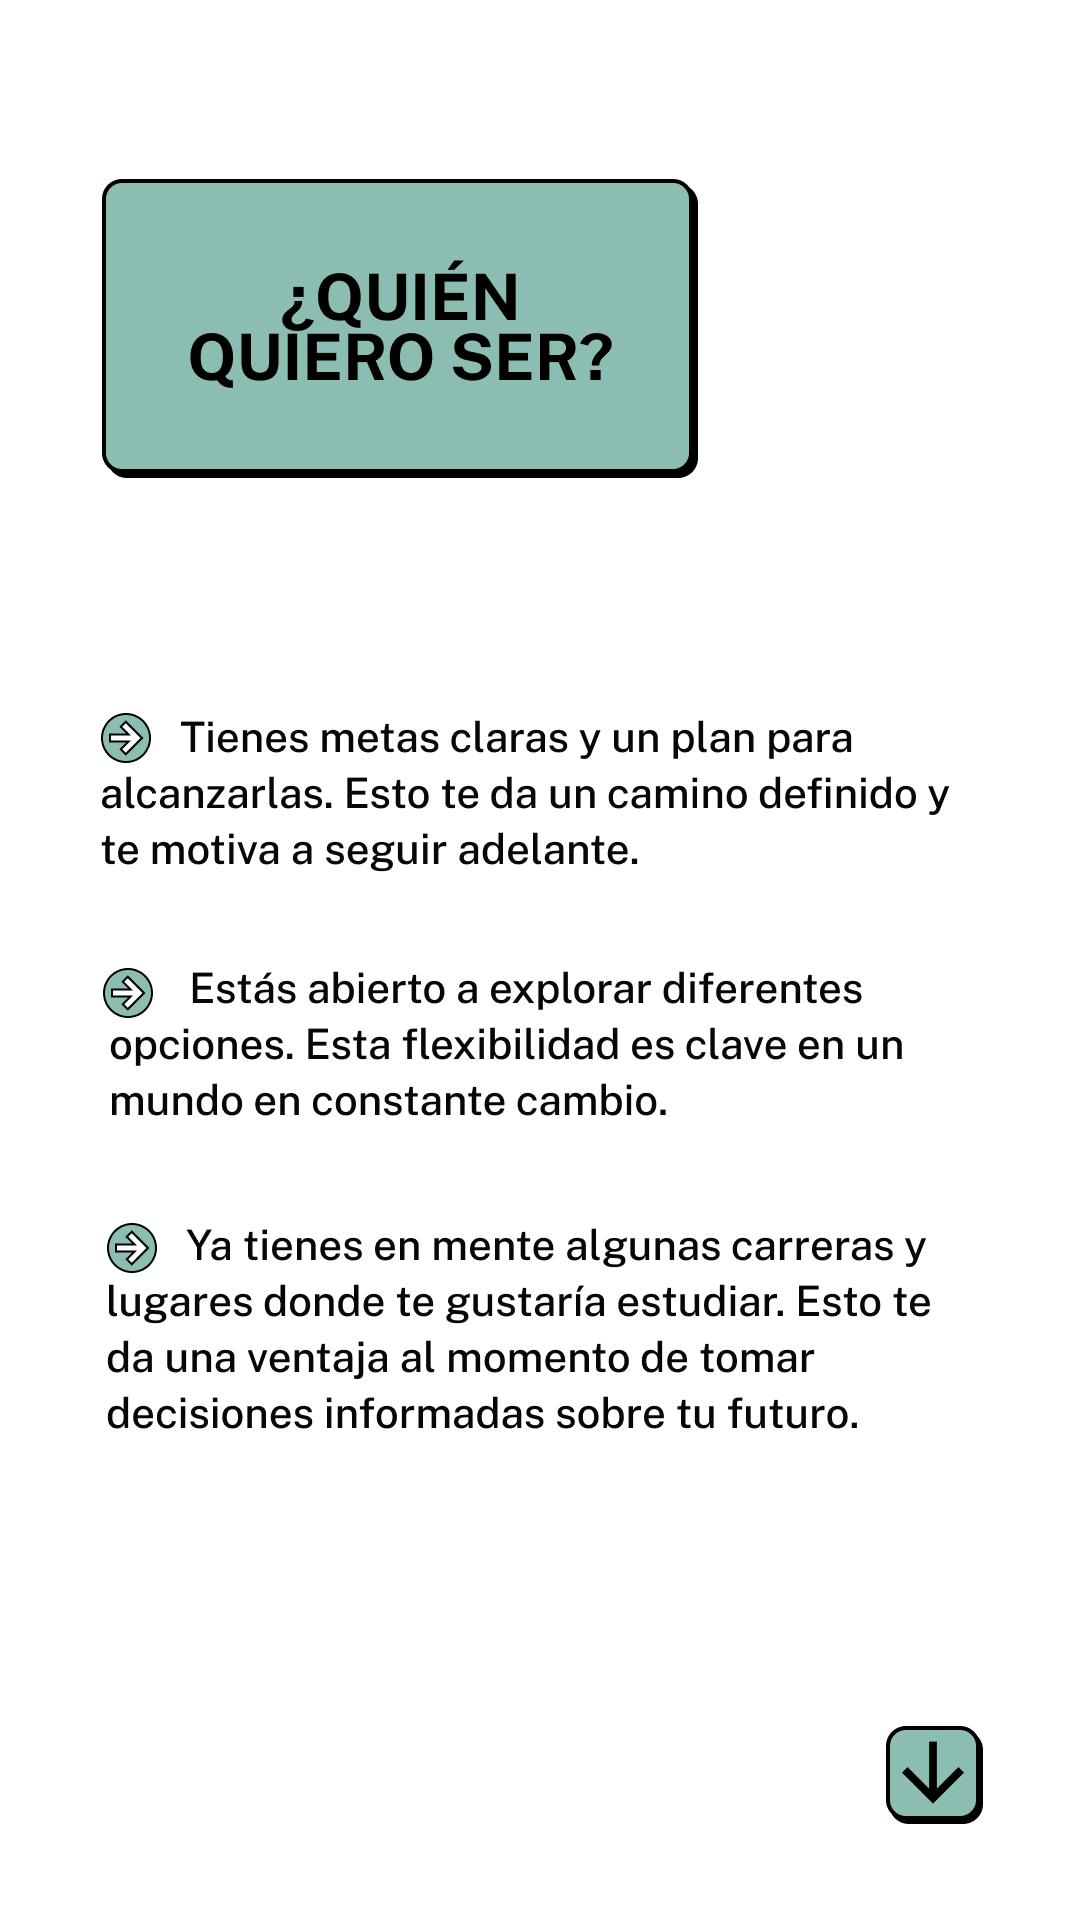 ¿QUIÉN
QUIERO SER?
Tienes metas claras y un plan para
alcanzarlas. Esto te da un camino definido y
te motiva a seguir adelante.
Estás abierto a explorar diferentes
opciones. Esta flexibilidad es clave en un
mundo en constante cambio.
Ya tienes en mente algunas carreras y
lugares donde te gustaría estudiar. Esto te
da una ventaja al momento de tomar
decisiones informadas sobre tu futuro.